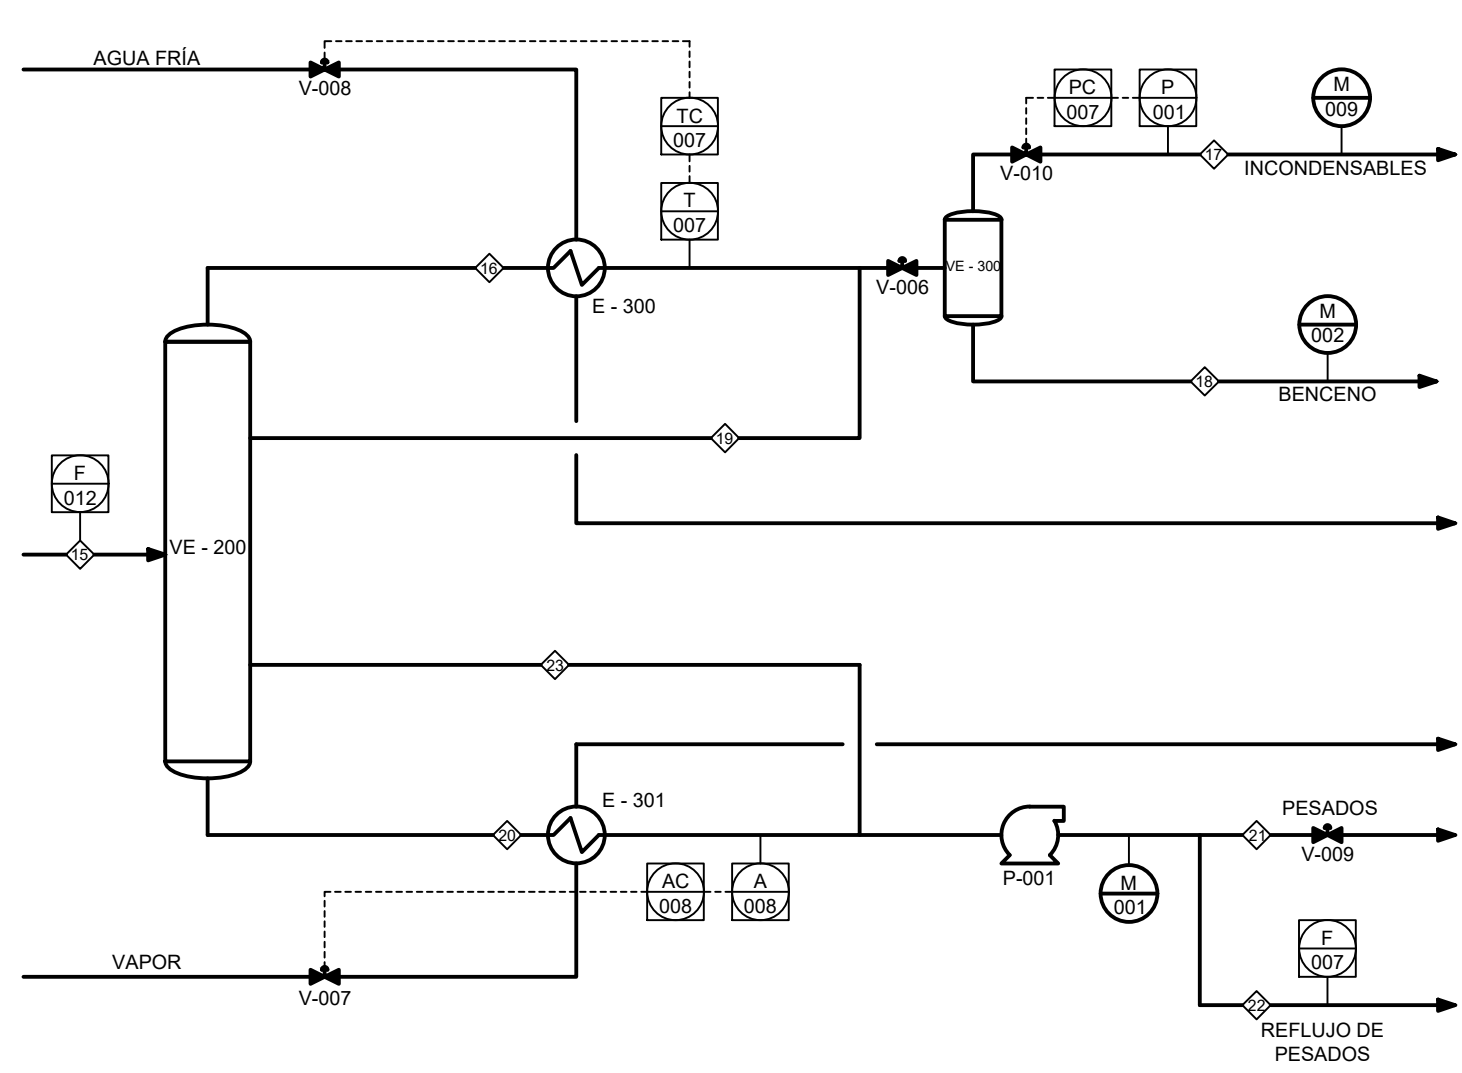 AGUA FRÍA
V-008
TC
007
T
007
PC
007
P
001
M
009
17
V-010
INCONDENSABLES
16
E - 300
V-006
VE - 300
M
002
18
BENCENO
19
F
012
15
VE - 200
23
E - 301
20
AC
008
A
008
P-001
M
001
PESADOS
21
V-009
VAPOR
V-007
F
007
22
REFLUJO DE
PESADOS